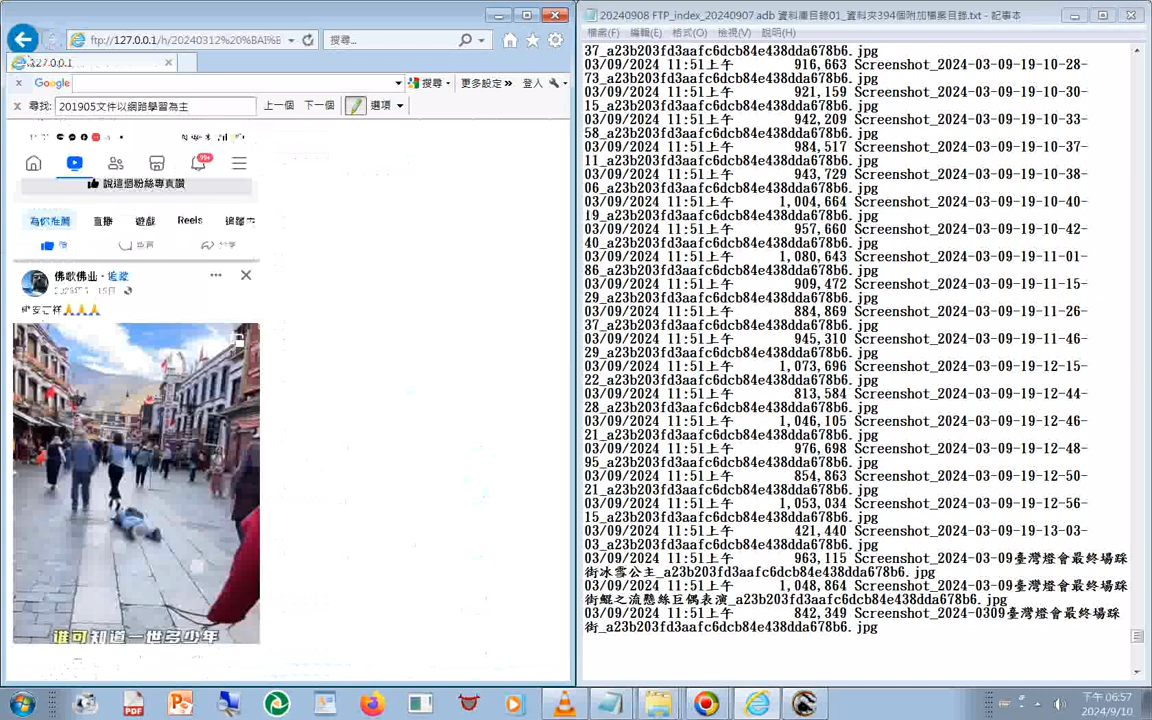 ftp://127.0.0.1/h/20240312%20%BAI%8B
搜尋...
127.0.0.1
Google
搜尋
更多設定 »
登入
尋找: 201905文件以網路學習為主
上一個 下一個
選項
99+
說這個粉絲專頁讚
為你推薦 直播 遊戲 Reels
佛歌佛业 · 追蹤
谁可知道一世多少年
20240908 FTP_index_20240907.adb 資料庫目錄01_資料夾394個附加檔案目錄.txt - 記事本
檔案(F) 編輯(E) 格式(O) 檢視(V) 說明(H)
37_a23b203fd3aafc6dcb84e438dda678b6.jpg
03/09/2024 11:51上午 916,663 Screenshot_2024-03-09-19-10-28-
73_a23b203fd3aafc6dcb84e438dda678b6.jpg
03/09/2024 11:51上午 921,159 Screenshot_2024-03-09-19-10-30-
15_a23b203fd3aafc6dcb84e438dda678b6.jpg
03/09/2024 11:51上午 942,209 Screenshot_2024-03-09-19-10-33-
58_a23b203fd3aafc6dcb84e438dda678b6.jpg
03/09/2024 11:51上午 984,517 Screenshot_2024-03-09-19-10-37-
11_a23b203fd3aafc6dcb84e438dda678b6.jpg
03/09/2024 11:51上午 943,729 Screenshot_2024-03-09-19-10-38-
06_a23b203fd3aafc6dcb84e438dda678b6.jpg
03/09/2024 11:51上午 1,004,664 Screenshot_2024-03-09-19-10-40-
19_a23b203fd3aafc6dcb84e438dda678b6.jpg
03/09/2024 11:51上午 957,660 Screenshot_2024-03-09-19-10-42-
40_a23b203fd3aafc6dcb84e438dda678b6.jpg
03/09/2024 11:51上午 1,080,643 Screenshot_2024-03-09-19-11-01-
86_a23b203fd3aafc6dcb84e438dda678b6.jpg
03/09/2024 11:51上午 909,472 Screenshot_2024-03-09-19-11-15-
29_a23b203fd3aafc6dcb84e438dda678b6.jpg
03/09/2024 11:51上午 884,869 Screenshot_2024-03-09-19-11-26-
37_a23b203fd3aafc6dcb84e438dda678b6.jpg
03/09/2024 11:51上午 945,310 Screenshot_2024-03-09-19-11-46-
29_a23b203fd3aafc6dcb84e438dda678b6.jpg
03/09/2024 11:51上午 1,073,696 Screenshot_2024-03-09-19-12-15-
22_a23b203fd3aafc6dcb84e438dda678b6.jpg
03/09/2024 11:51上午 813,584 Screenshot_2024-03-09-19-12-44-
28_a23b203fd3aafc6dcb84e438dda678b6.jpg
03/09/2024 11:51上午 1,046,105 Screenshot_2024-03-09-19-12-46-
21_a23b203fd3aafc6dcb84e438dda678b6.jpg
03/09/2024 11:51上午 976,698 Screenshot_2024-03-09-19-12-48-
95_a23b203fd3aafc6dcb84e438dda678b6.jpg
03/09/2024 11:51上午 854,863 Screenshot_2024-03-09-19-12-50-
21_a23b203fd3aafc6dcb84e438dda678b6.jpg
03/09/2024 11:51上午 1,053,034 Screenshot_2024-03-09-19-12-56-
15_a23b203fd3aafc6dcb84e438dda678b6.jpg
03/09/2024 11:51上午 421,440 Screenshot_2024-03-09-19-13-03-
03_a23b203fd3aafc6dcb84e438dda678b6.jpg
03/09/2024 11:51上午 963,115 Screenshot_2024-03-09臺灣燈會最終場踩
街冰雪公主_a23b203fd3aafc6dcb84e438dda678b6.jpg
03/09/2024 11:51上午 1,048,864 Screenshot_2024-03-09臺灣燈會最終場踩
街鯤之流懸絲巨偶表演_a23b203fd3aafc6dcb84e438dda678b6.jpg
03/09/2024 11:51上午 842,349 Screenshot_2024-0309臺灣燈會最終場踩
街_a23b203fd3aafc6dcb84e438dda678b6.jpg
PDF
下午 06:57
2024/9/10